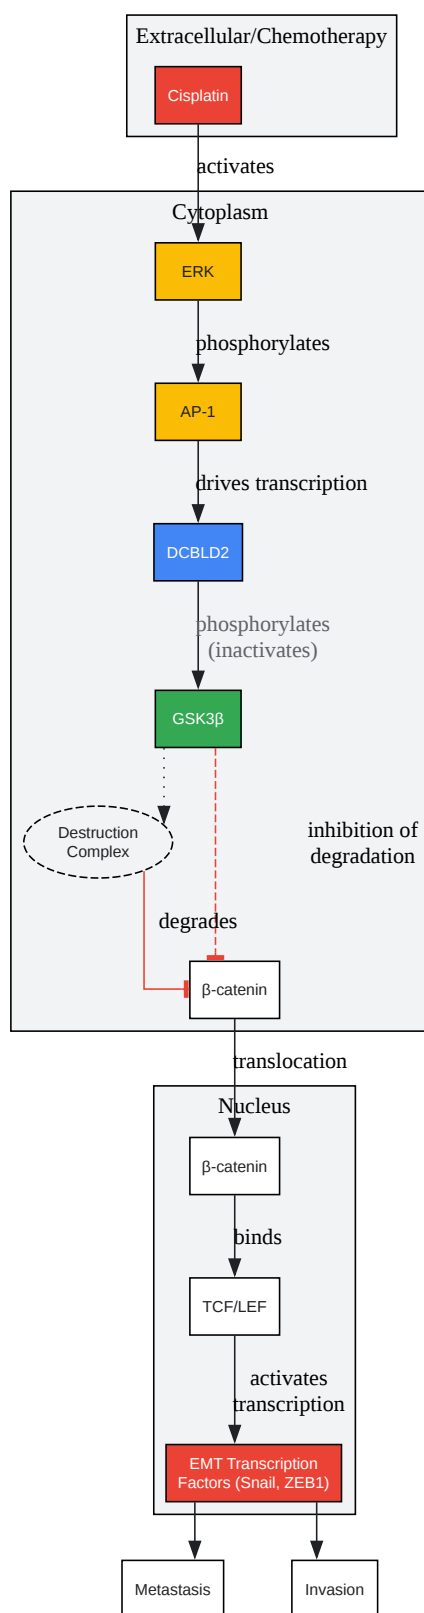 Extracellular/Chemotherapy
Cisplatin
activates
Cytoplasm
ERK
phosphorylates
AP-1
drives transcription
DCBLD2
phosphorylates
(inactivates)
GSK3β
Destruction
Complex
inhibition of
degradation
degrades
β-catenin
translocation
Nucleus
β-catenin
binds
TCF/LEF
activates
transcription
EMT Transcription
Factors (Snail, ZEB1)
Metastasis
Invasion